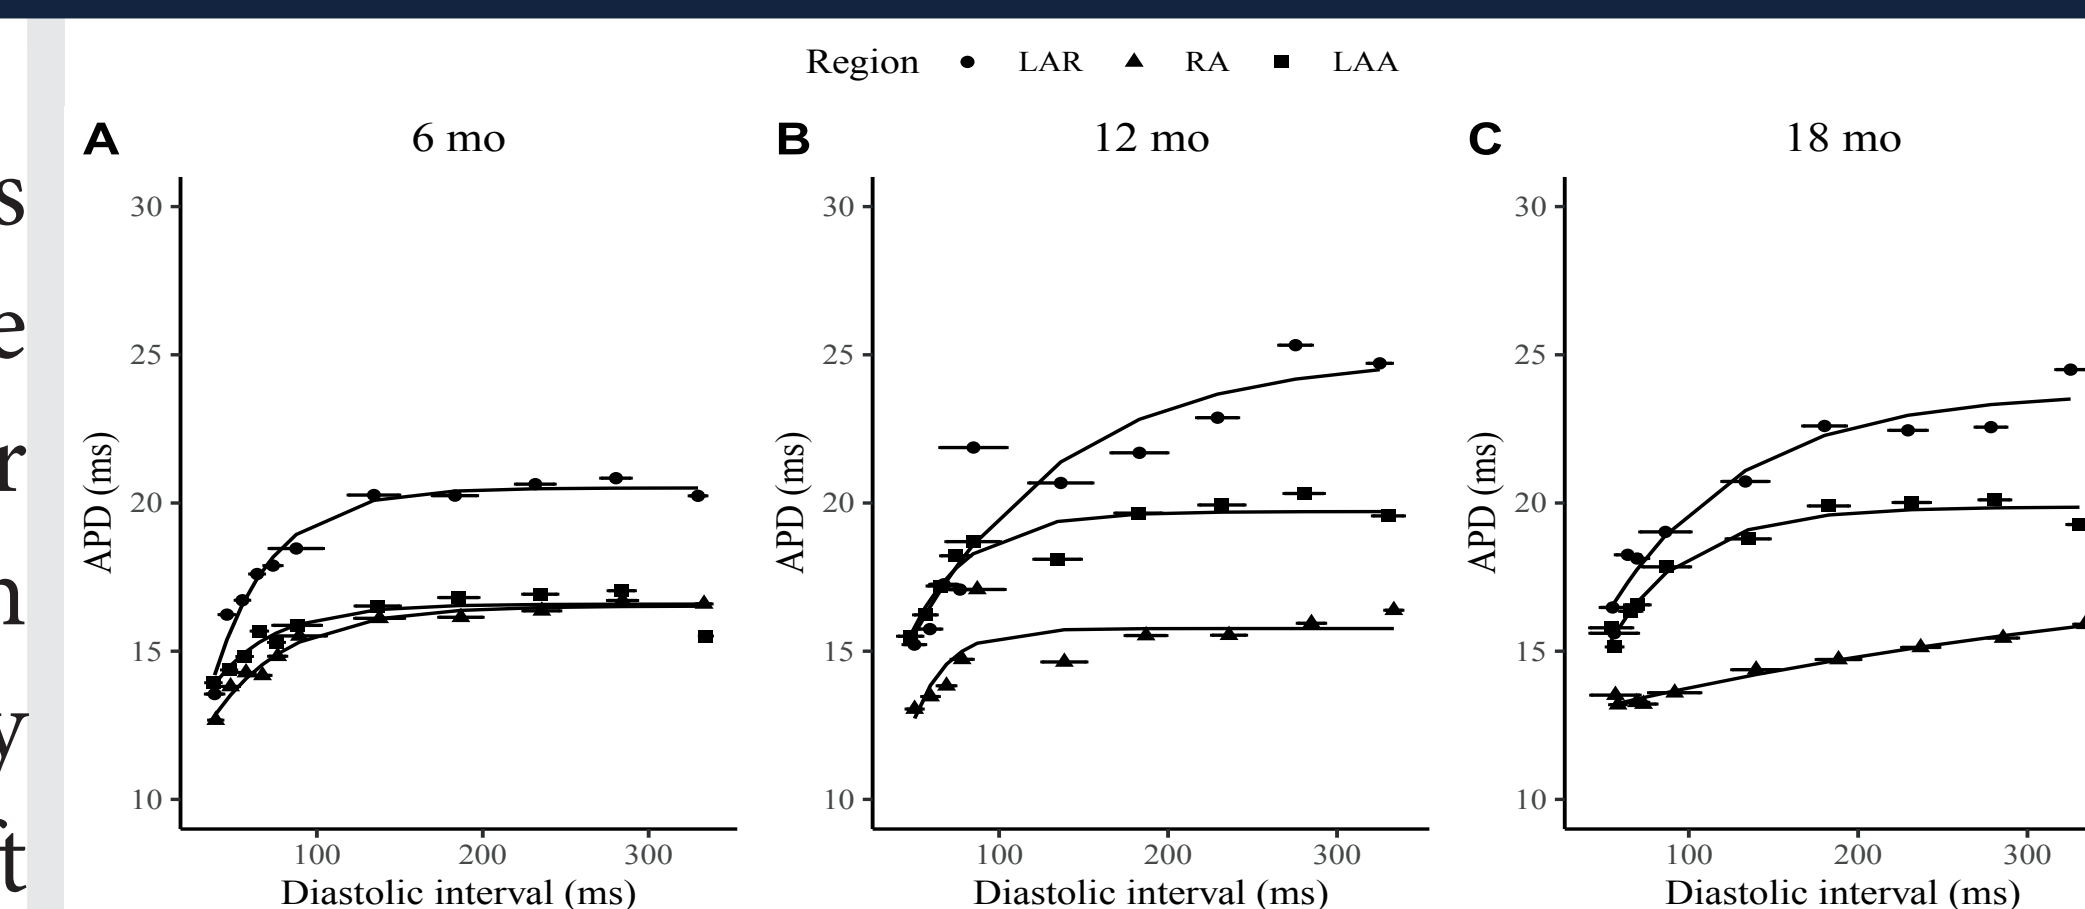 s
e
r
n
y
ft
Region LAR RA LAA
A 6 mo
30
25
20
15
10
APD (ms)
100 200 300
Diastolic interval (ms)
B 12 mo
30
25
20
15
10
APD (ms)
100 200 300
Diastolic interval (ms)
C 18 mo
30
25
20
15
10
APD (ms)
100 200 300
Diastolic interval (ms)